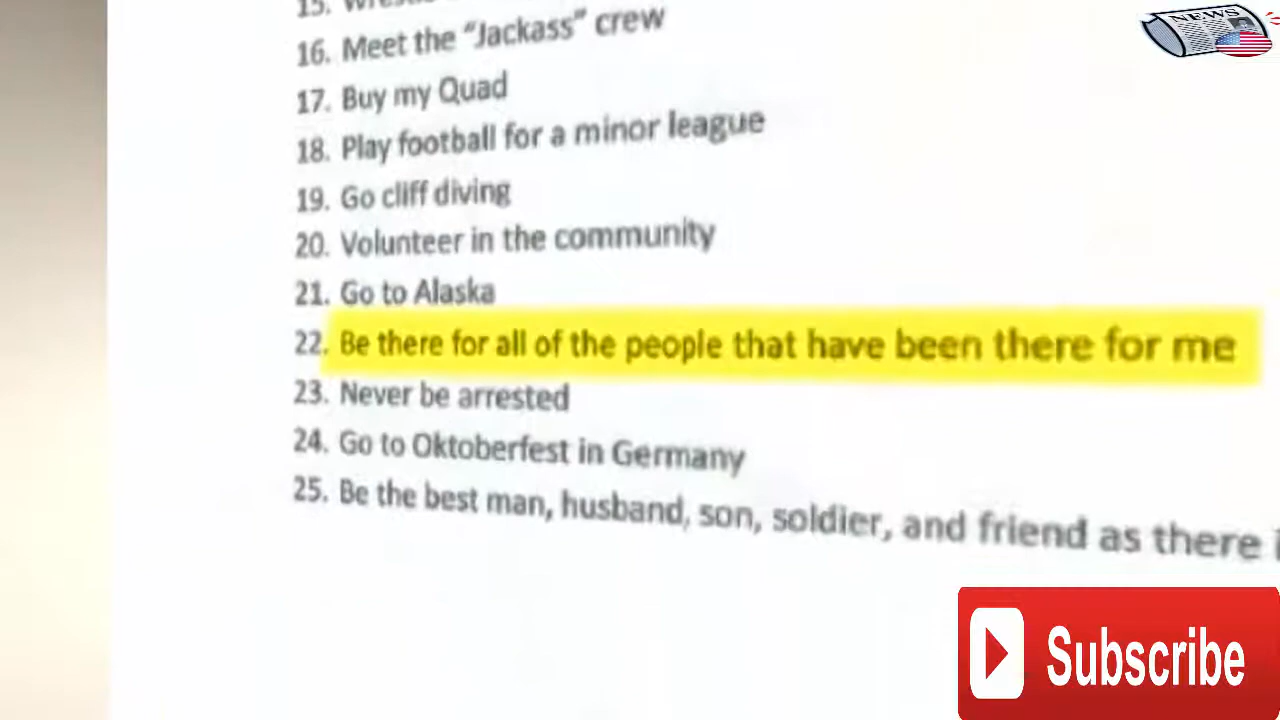 15.
16. Meet the “Jackass” crew
17. Buy my Quad
18. Play football for a minor league
19. Go cliff diving
20. Volunteer in the community
21. Go to Alaska
22. Be there for all of the people that have been there for me
23. Never be arrested
24. Go to Oktoberfest in Germany
25. Be the best man, husband, son, soldier, and friend as there
NEWS
Subscribe